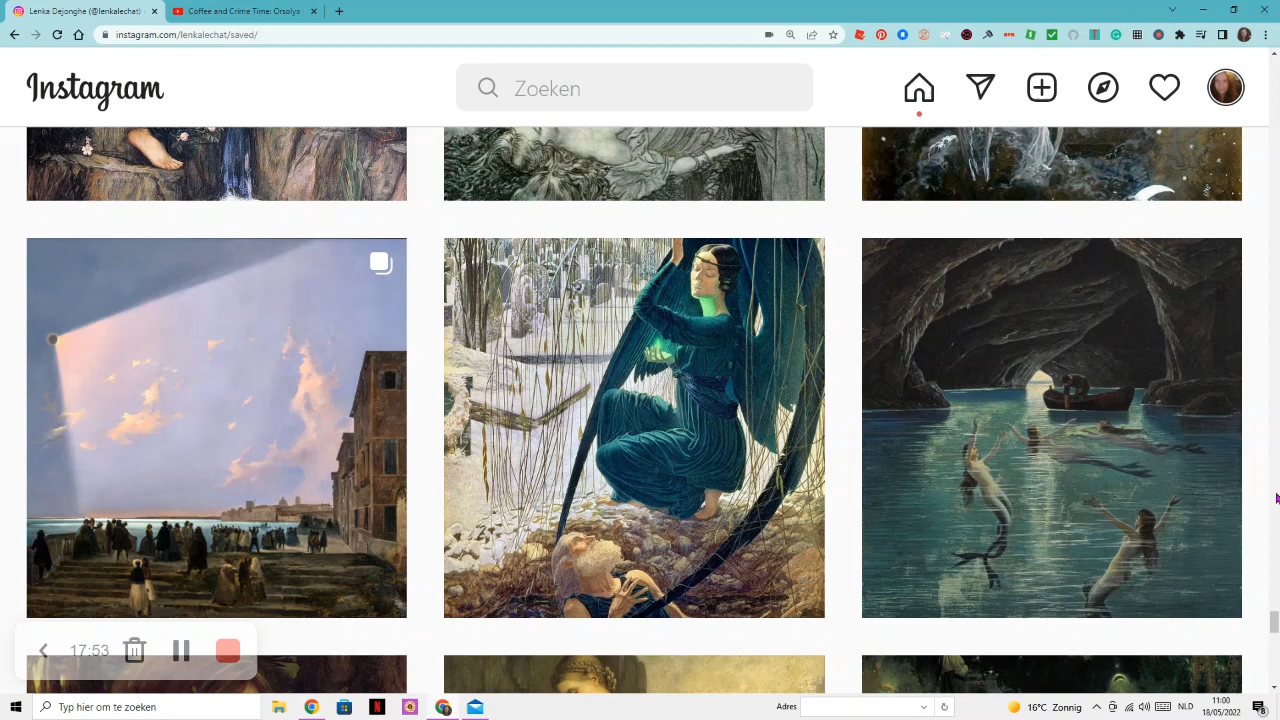 Lenka Dejonghe (@lenkalechat) ·
Coffee and Crime Time: Orsolya
instagram.com/lenkalechat/saved/
Instagram
Zoeken
17:53
Typ hier om te zoeken
Adres
16°C Zonnig
NLD
11:00
18/05/2022
8